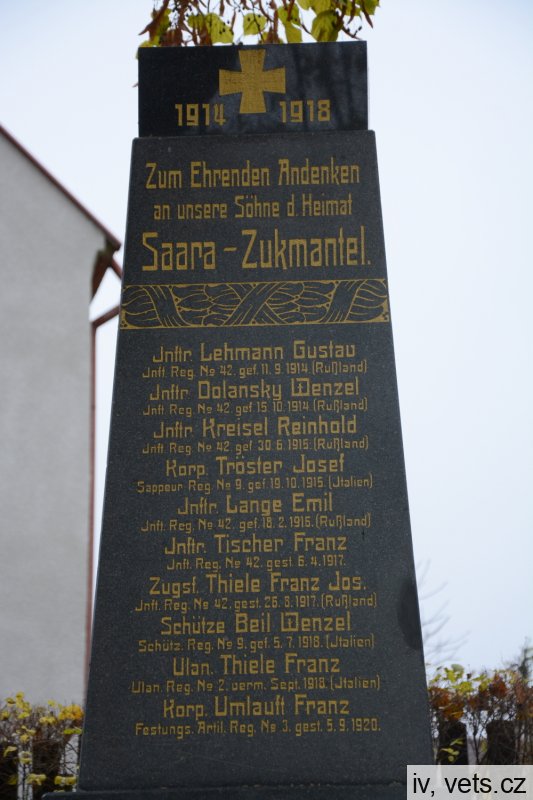 1914 1918
Zum Ehrenden Andenken
an unsere Söhne d. Heimat
Saara - Zukmantel.
Jnftr. Lehmann Gustav
Jnft. Reg. № 42. gef. 11. 9. 1914. (Rußland)
Jnftr. Dolansky Wenzel
Jnft. Reg. № 42 gef. 15. 10. 1914 (Rußland)
Jnftr. Kreisel Reinhold
Jnft. Reg. № 42 gef 30. 6. 1915. (Rußland)
Korp. Tröster Josef
Sappeur Reg. № 9. gef. 19. 10. 1915. (Jtalien)
Jnftr. Lange Emil
Jnft. Reg. № 42. gef. 18. 2. 1916. (Rußland)
Jnftr. Tischer Franz
Jnft. Reg. № 42 gest. 6. 4. 1917.
Zugsf. Thiele Franz Jos.
Jnft. Reg. № 42. gest. 26. 8. 1917. (Rußland)
Schütze Beil Wenzel
Schütz. Reg. № 9. gef. 5. 7. 1918. (Jtalien)
Ulan. Thiele Franz
Ulan. Reg. № 2. verm. Sept. 1918. (Jtalien)
Korp. Umlauft Franz
Festungs. Artil. Reg. № 3. gest. 5. 9. 1920.
iv, vets.cz